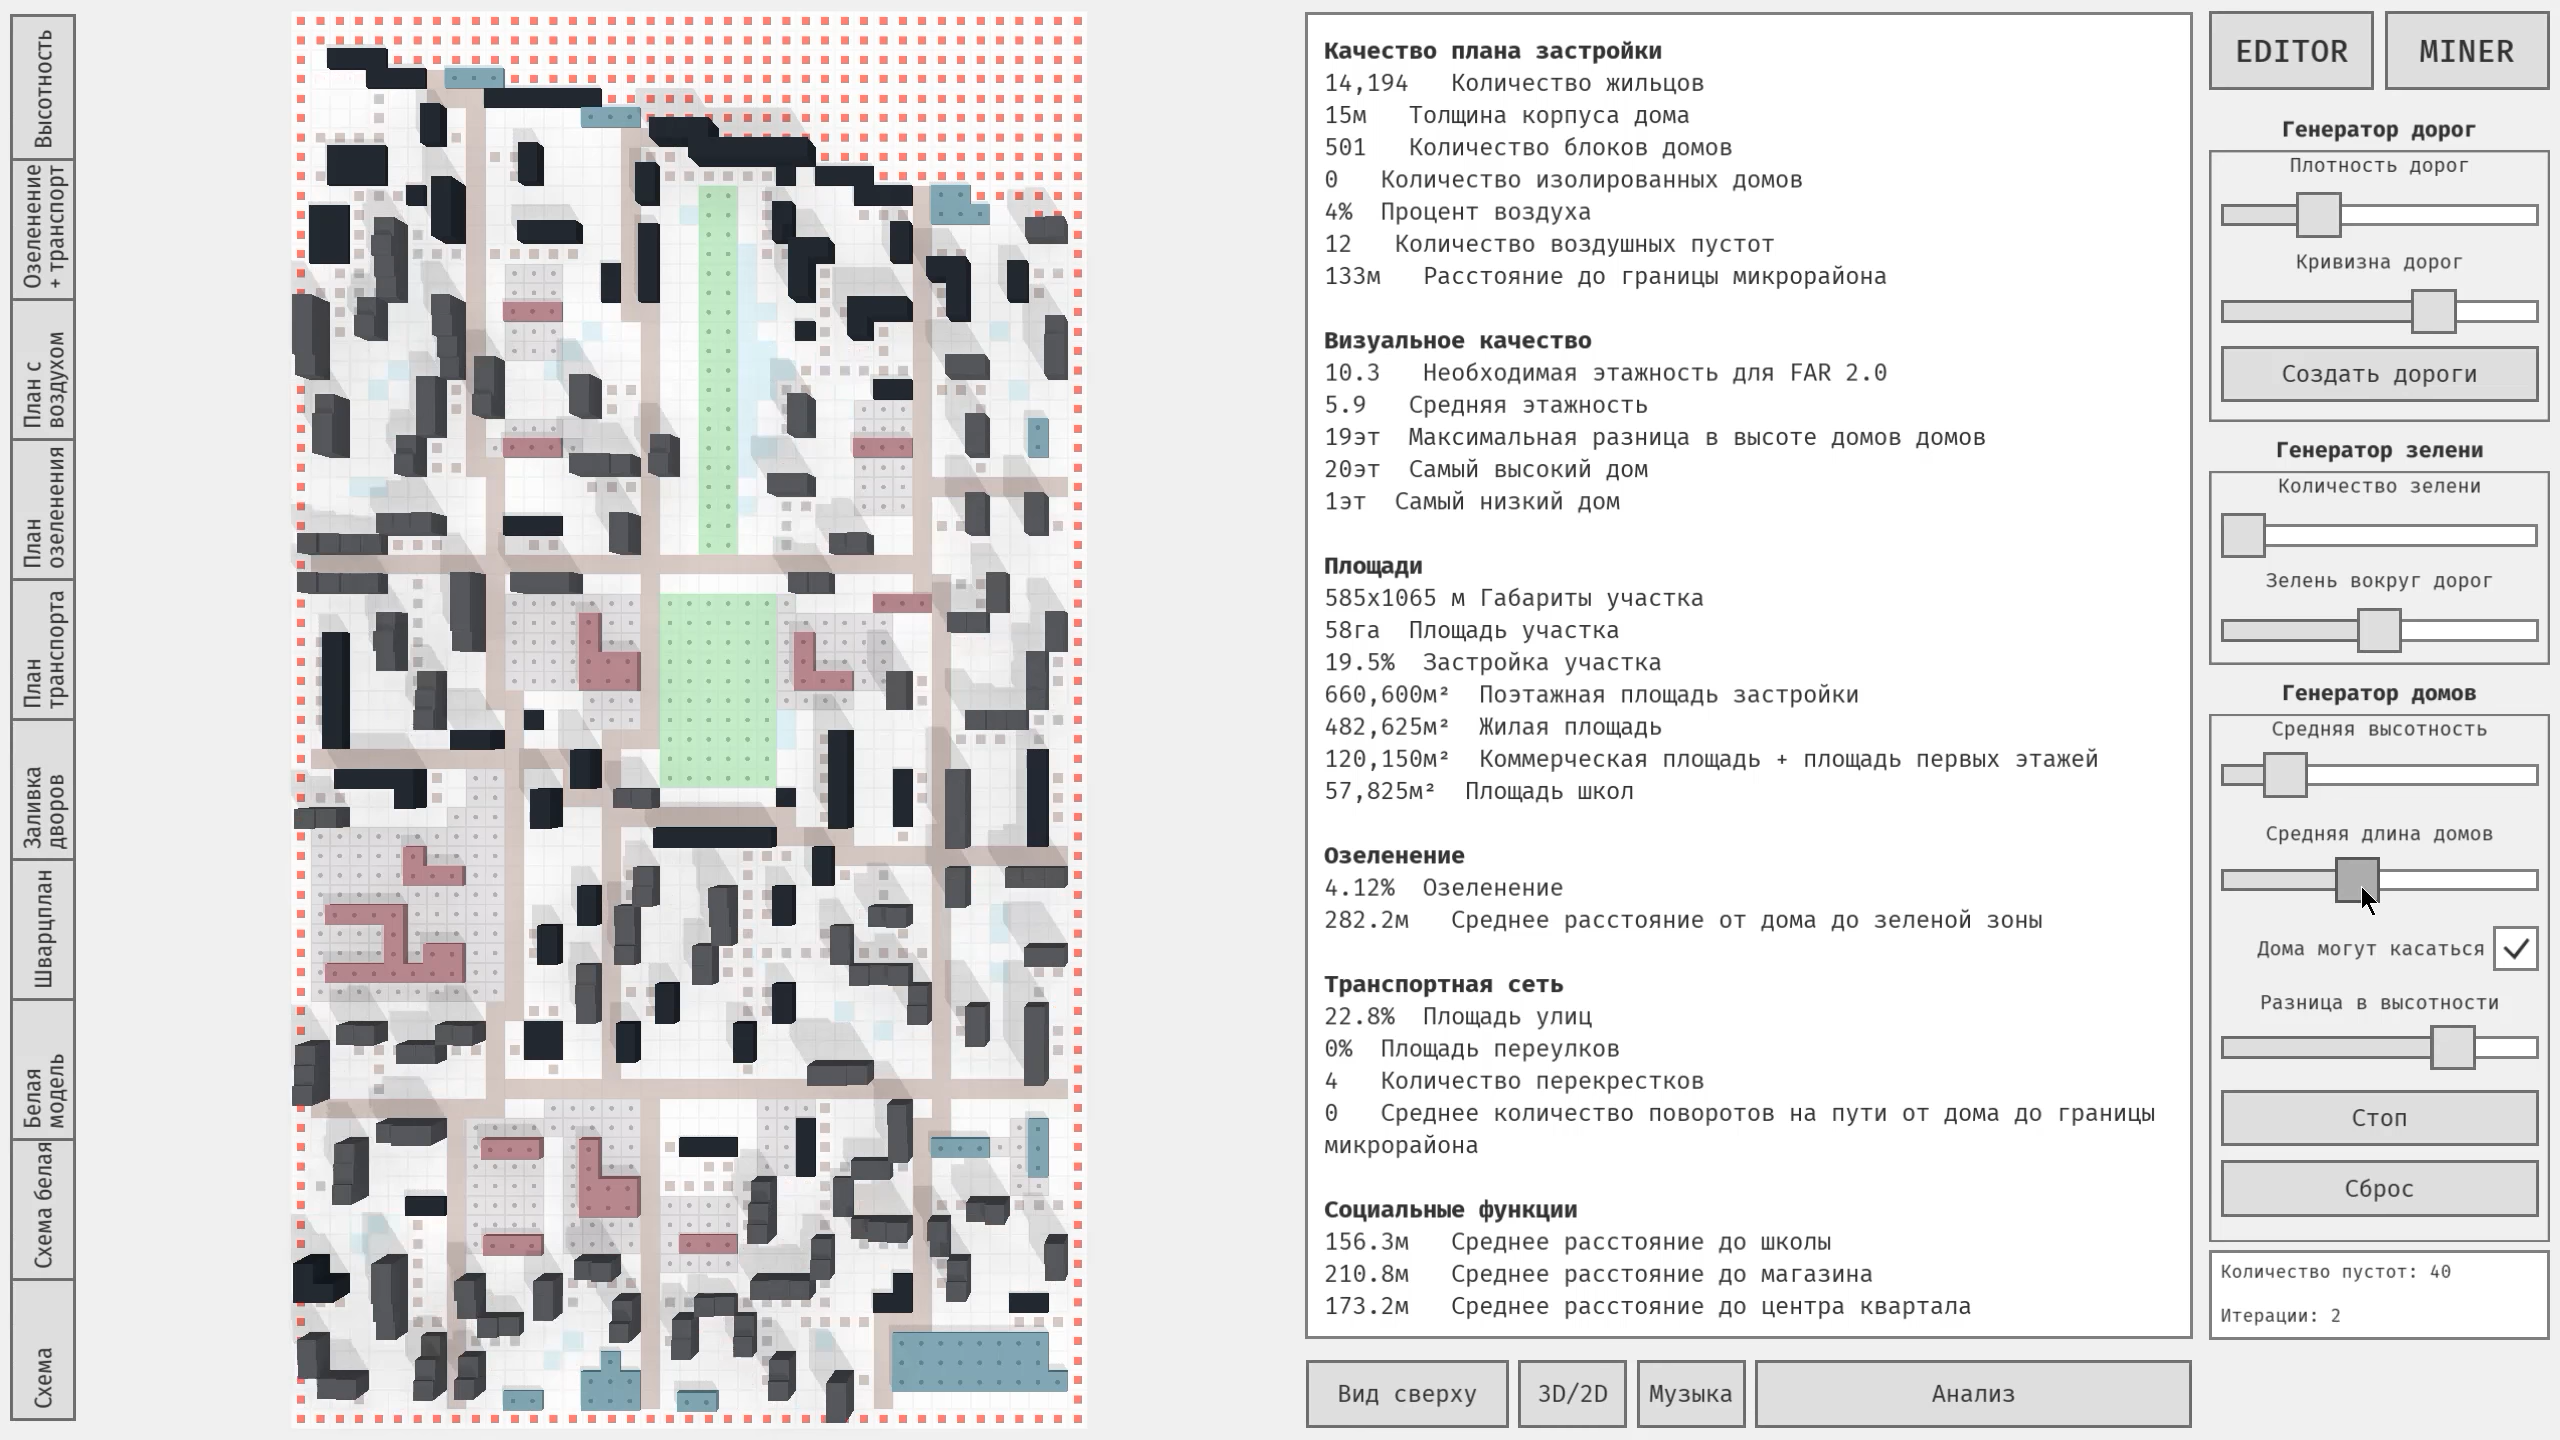 Высотность
Озеленение
+ транспорт
План с
воздухом
План
озеленения
План
транспорта
Заливка
дворов
Шварцплан
Белая
модель
Схема белая
Схема
Качество плана застройки
14,194 Количество жильцов
15м Толщина корпуса дома
501 Количество блоков домов
0 Количество изолированных домов
4% Процент воздуха
12 Количество воздушных пустот
133м Расстояние до границы микрорайона
Визуальное качество
10.3 Необходимая этажность для FAR 2.0
5.9 Средняя этажность
19эт Максимальная разница в высоте домов домов
20эт Самый высокий дом
1эт Самый низкий дом
Площади
585x1065 м Габариты участка
58га Площадь участка
19.5% Застройка участка
660,600м² Поэтажная площадь застройки
482,625м² Жилая площадь
120,150м² Коммерческая площадь + площадь первых этажей
57,825м² Площадь школ
Озеленение
4.12% Озеленение
282.2м Среднее расстояние от дома до зеленой зоны
Транспортная сеть
22.8% Площадь улиц
0% Площадь переулков
4 Количество перекрестков
0 Среднее количество поворотов на пути от дома до границы
микрорайона
Социальные функции
156.3м Среднее расстояние до школы
210.8м Среднее расстояние до магазина
173.2м Среднее расстояние до центра квартала
Вид сверху
3D/2D
Музыка
Анализ
EDITOR
MINER
Генератор дорог
Плотность дорог
Кривизна дорог
Создать дороги
Генератор зелени
Количество зелени
Зелень вокруг дорог
Генератор домов
Средняя высотность
Средняя длина домов
Дома могут касаться
Разница в высотности
Стоп
Сброс
Количество пустот: 40
Итерации: 2